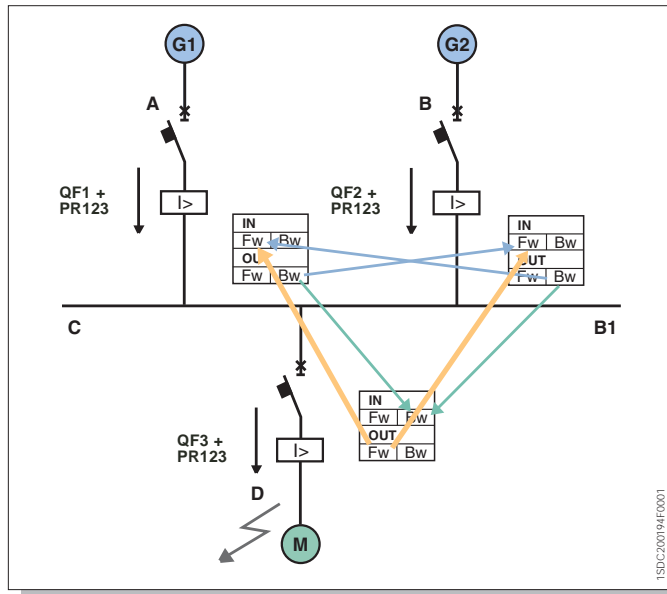 G1
G2
A
B
QF1 +
PR123
I>
QF2 +
PR123
I>
IN
Fw Bw
OUT
Fw Bw
IN
Fw Bw
OUT
Fw Bw
C
B1
IN
Fw Bw
OUT
Fw Bw
QF3 +
PR123
I>
D
M
1SDC200194F0001